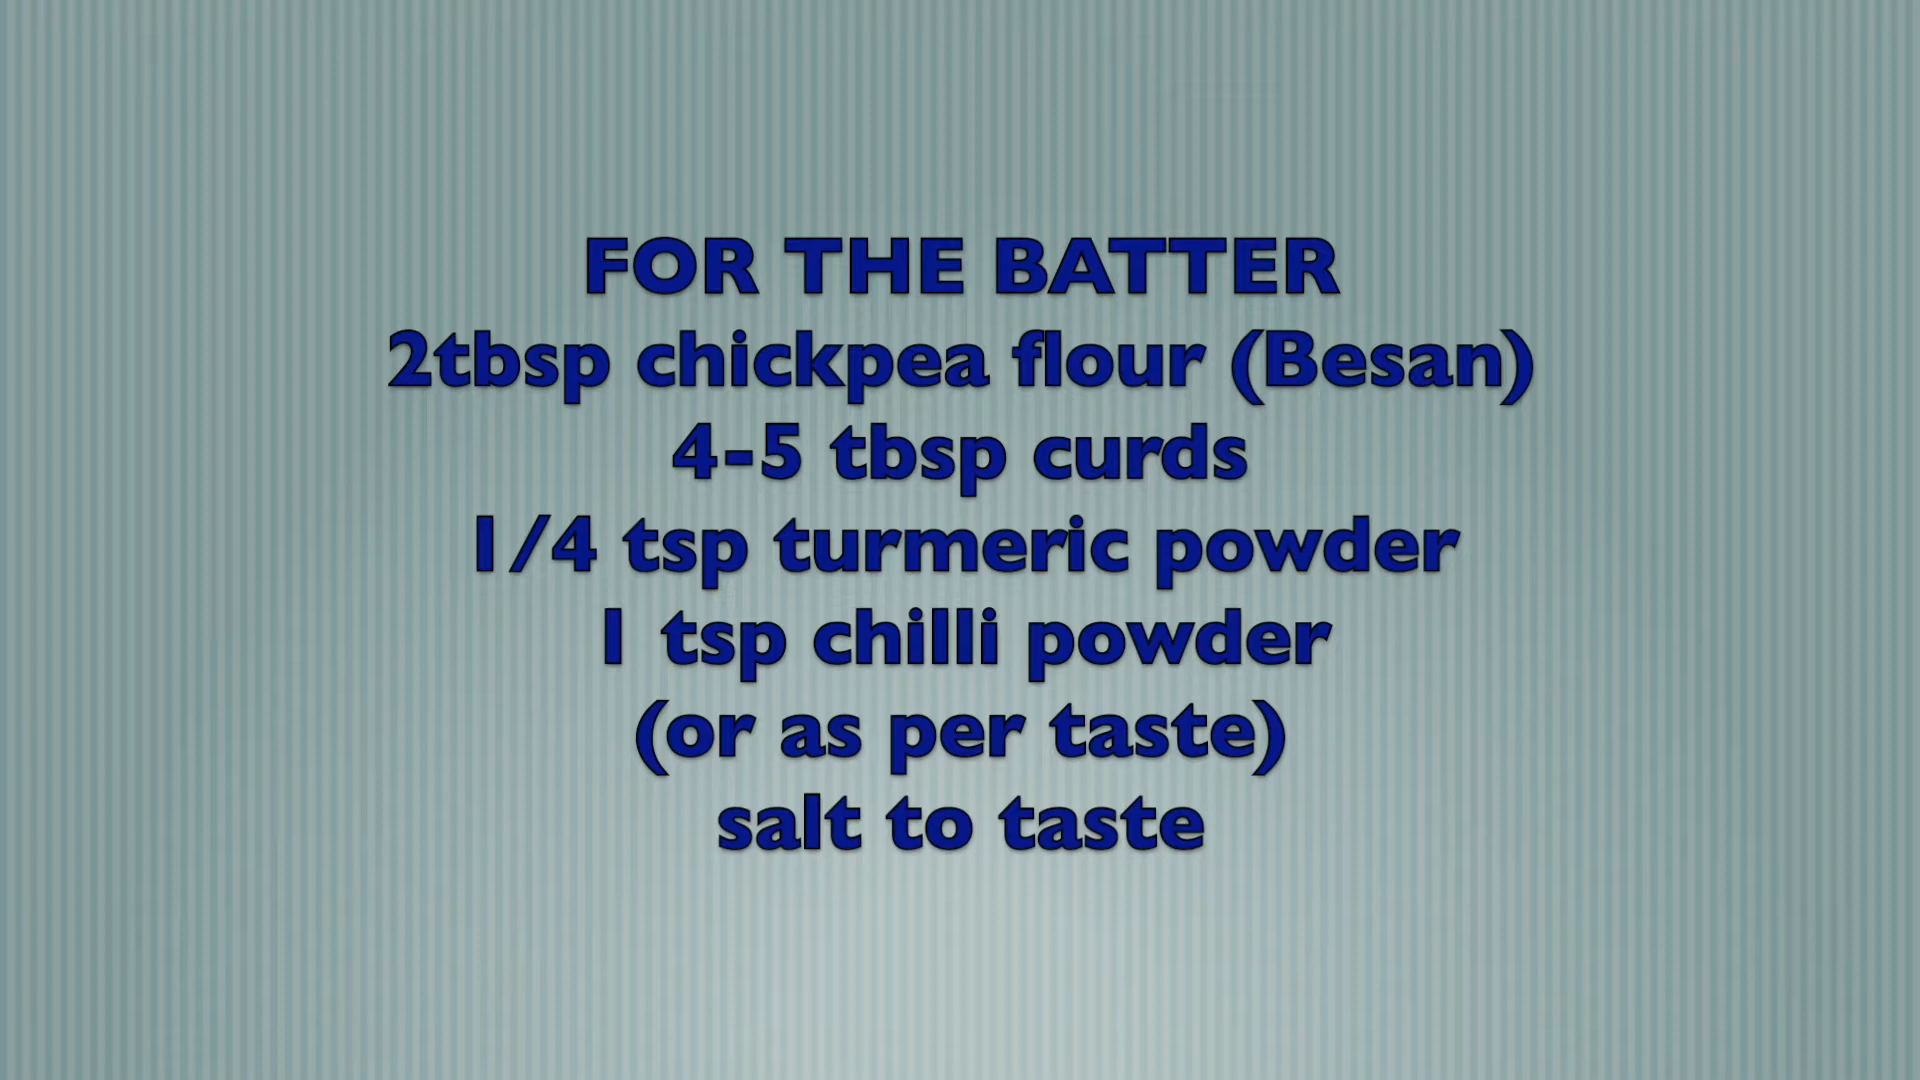 FOR THE BATTER
2tbsp chickpea flour (Besan)
4-5 tbsp curds
1/4 tsp turmeric powder
1 tsp chilli powder
(or as per taste)
salt to taste